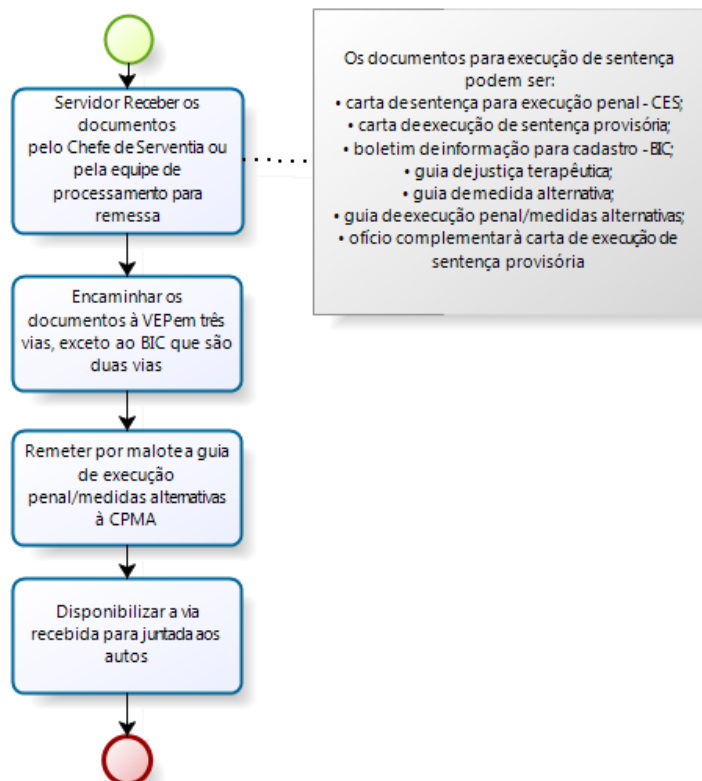 Servidor Receber os
documentos
pelo Chefe de Serventia ou
pela equipe de
processamento para
remessa
Os documentos para execução de sentença
podem ser:
• carta de sentença para execução penal - CES;
• carta de execução de sentença provisória;
• boletim de informação para cadastro - BIC;
• guia de justiça terapêutica;
• guia de medida alternativa;
• guia de execução penal/medidas alternativas;
• ofício complementar à carta de execução de
sentença provisória
Encaminhar os
documentos à VEP em três
vias, exceto ao BIC que são
duas vias
Remeter por malote a guia
de execução
penal/medidas alternativas
à CPMA
Disponibilizar a via
recebida para juntada aos
autos